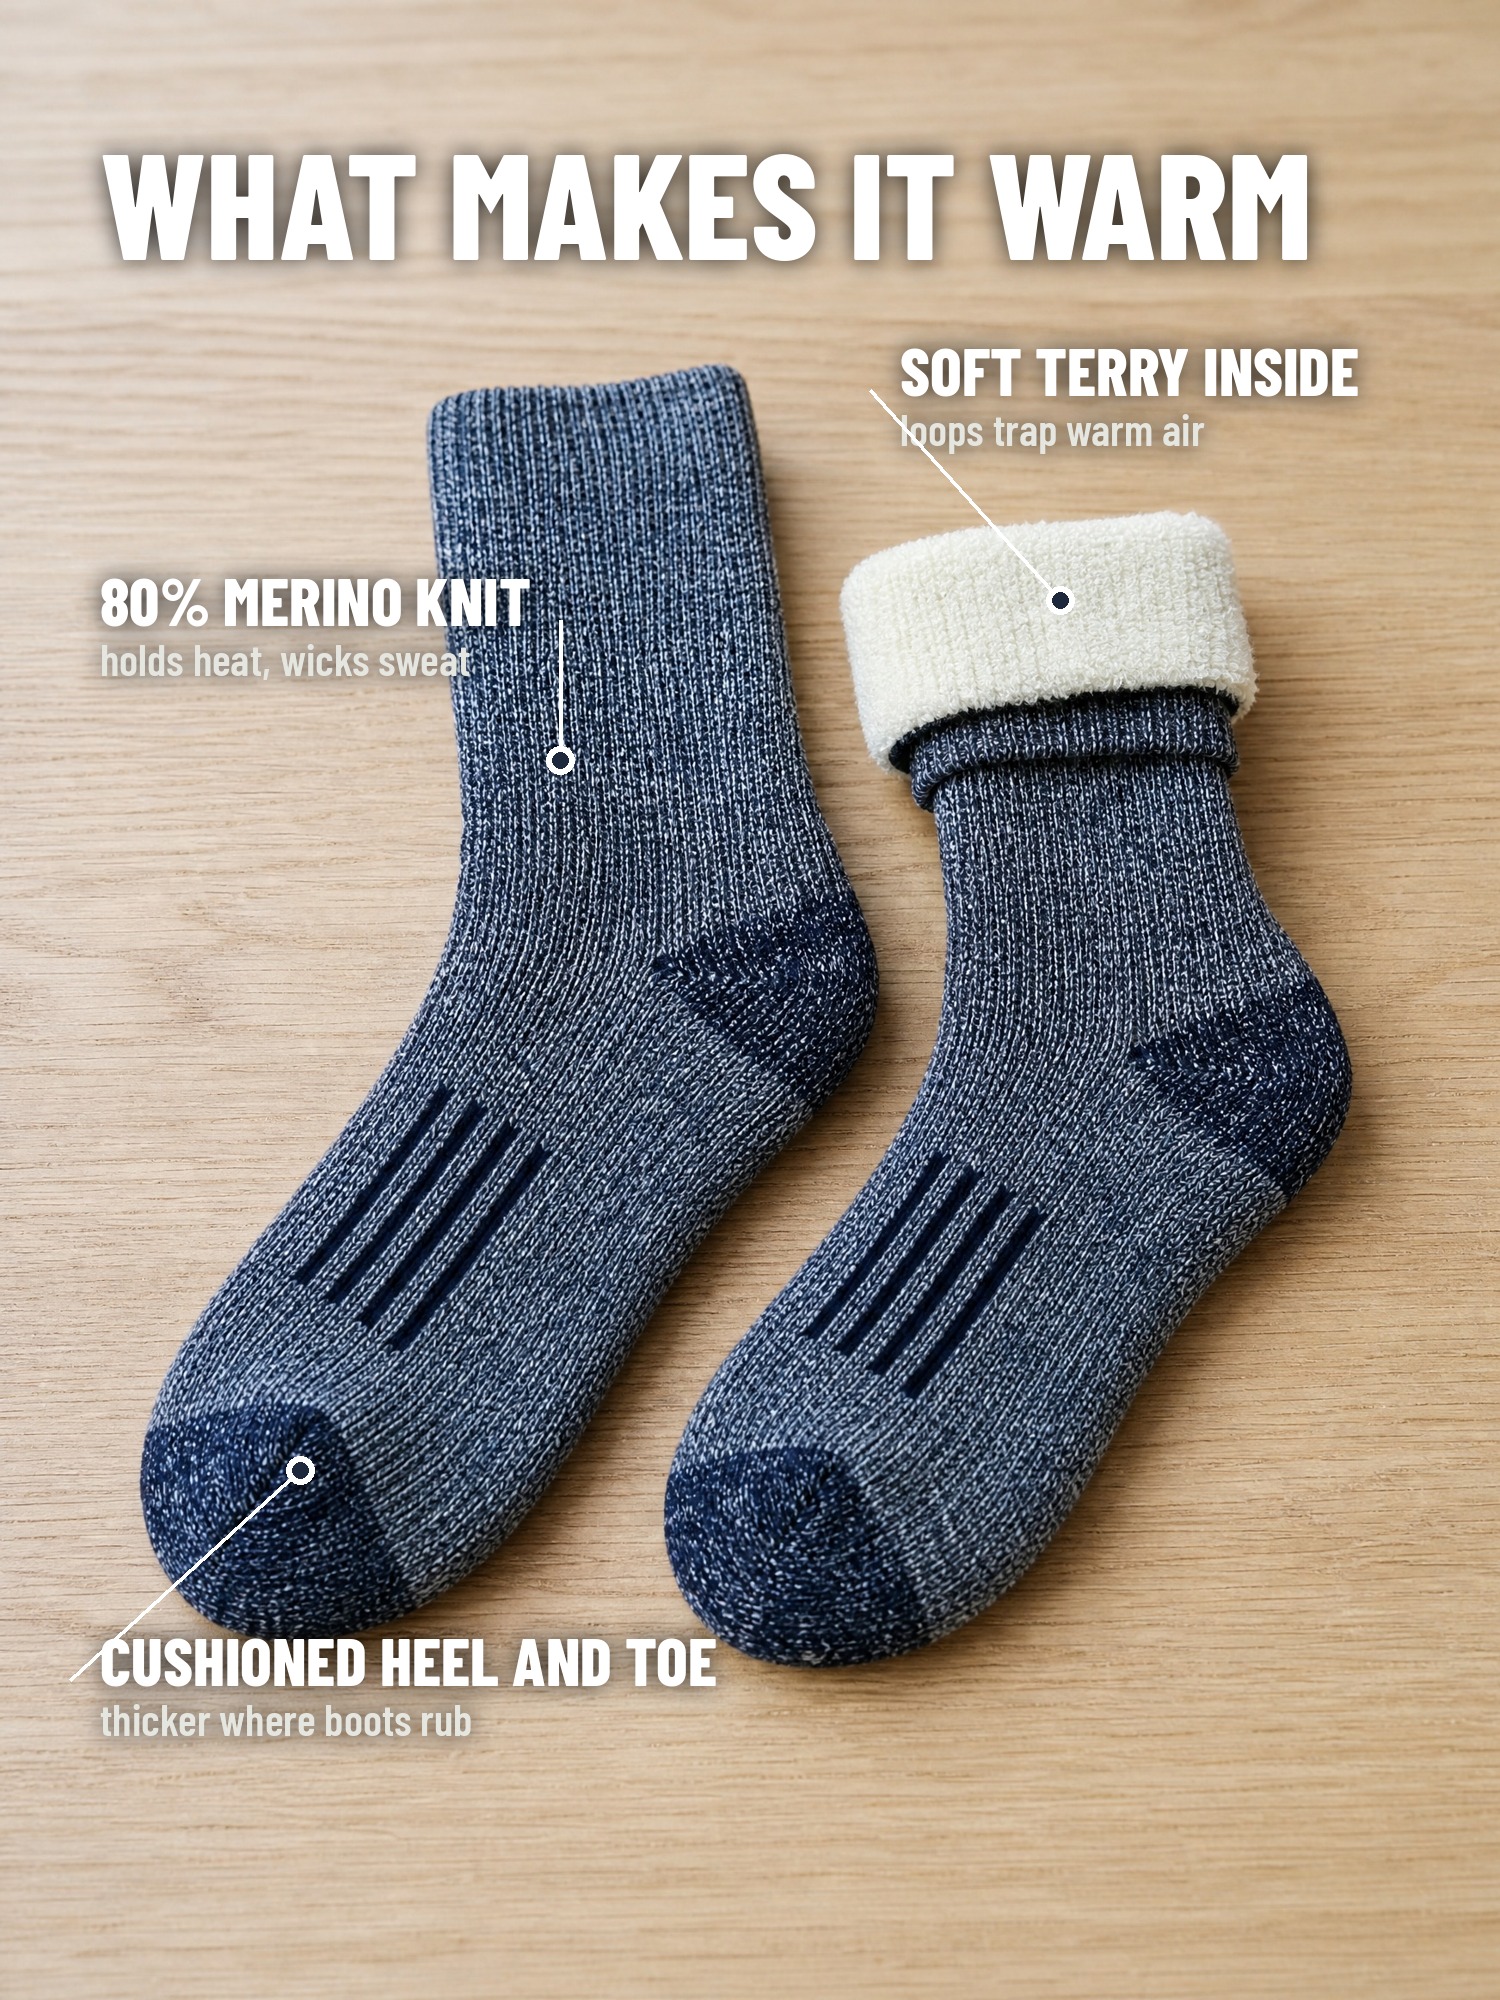 WHAT MAKES IT WARM
SOFT TERRY INSIDE
loops trap warm air
80% MERINO KNIT
holds heat, wicks sweat
CUSHIONED HEEL AND TOE
thicker where boots rub